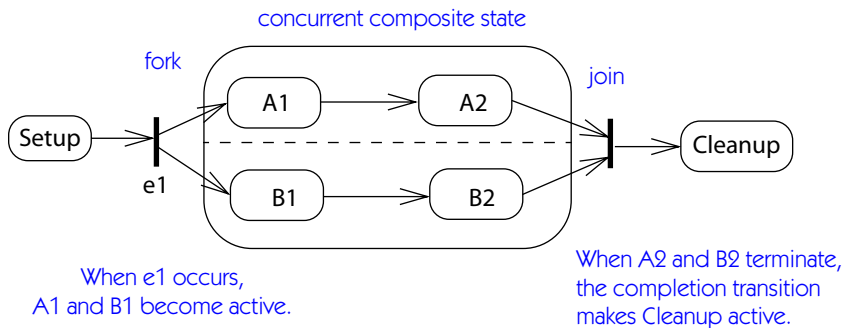 concurrent composite state
fork
join
A1
A2
Setup
Cleanup
e1
B1
B2
When e1 occurs,
A1 and B1 become active.
When A2 and B2 terminate,
the completion transition
makes Cleanup active.